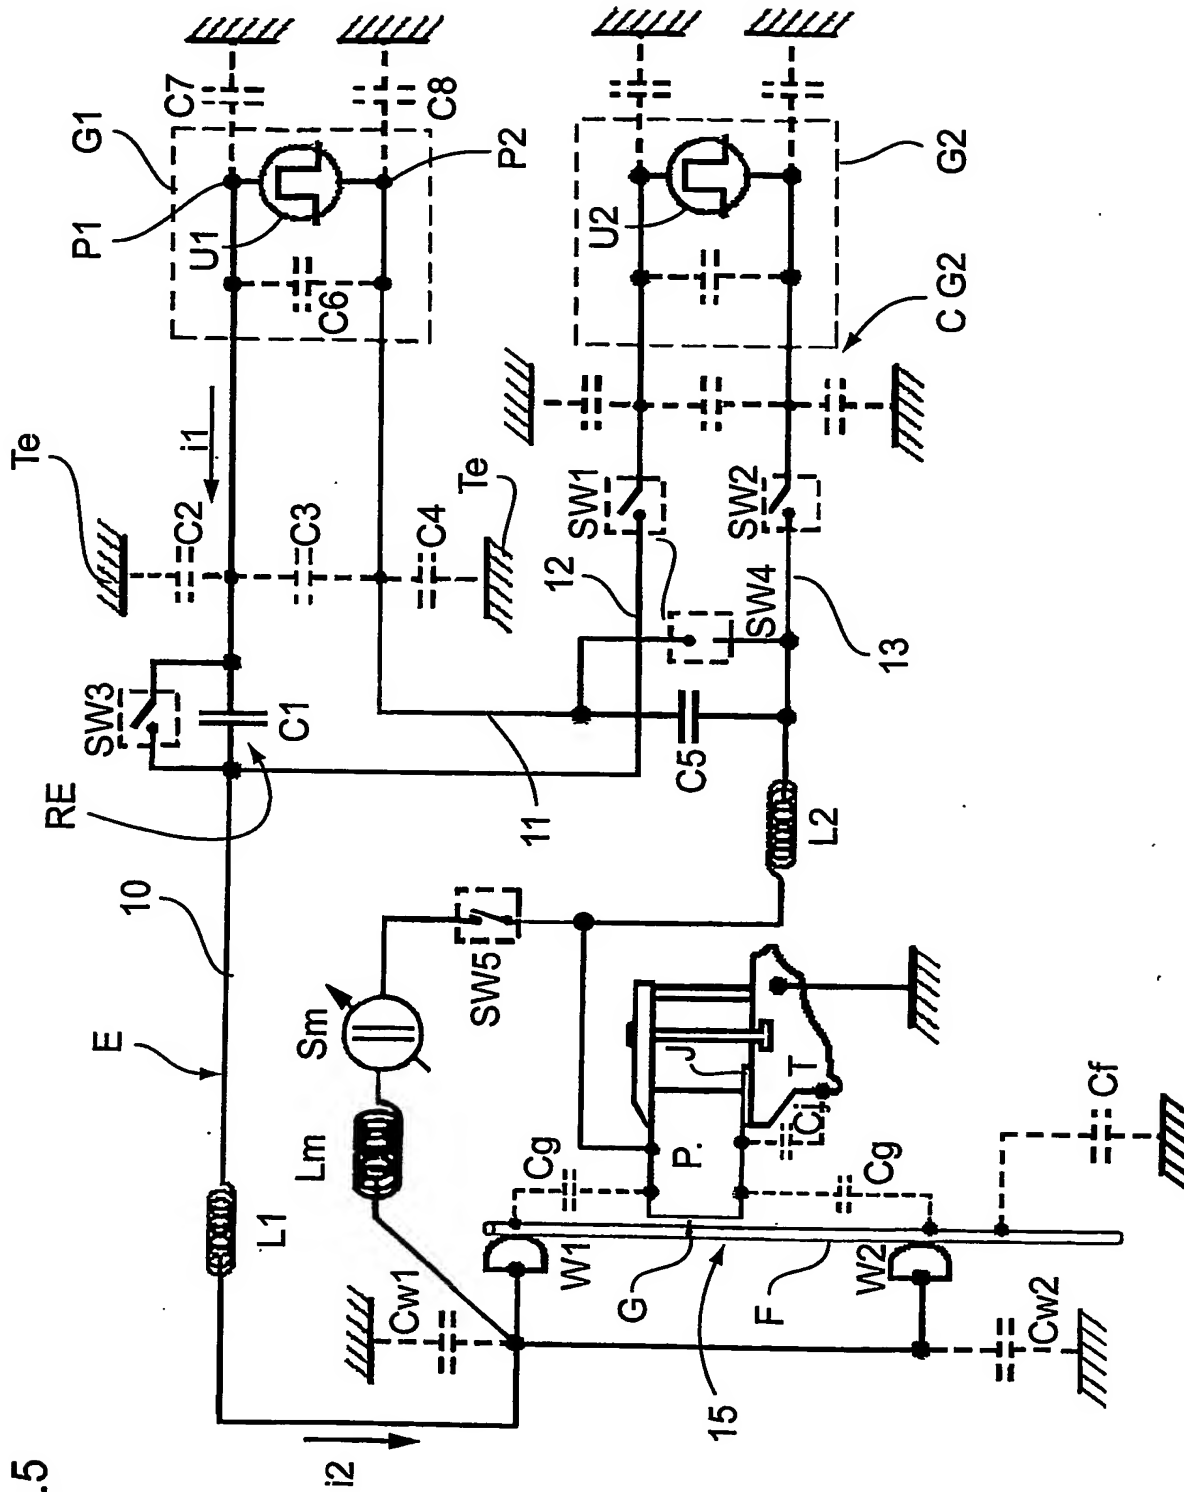 .5
i2
E
10
RE
SW3
C1
Te
C2
i1
C3
C4
Te
P1
G1
C7
U1
C6
C8
P2
L1
Lm
Sm
SW5
11
C5
L2
12
SW1
SW4
SW2
13
U2
G2
C G2
Cw1
W1
Cg
P.
J
T
Cj
G
F
15
W2
Cg
Cw2
Cf